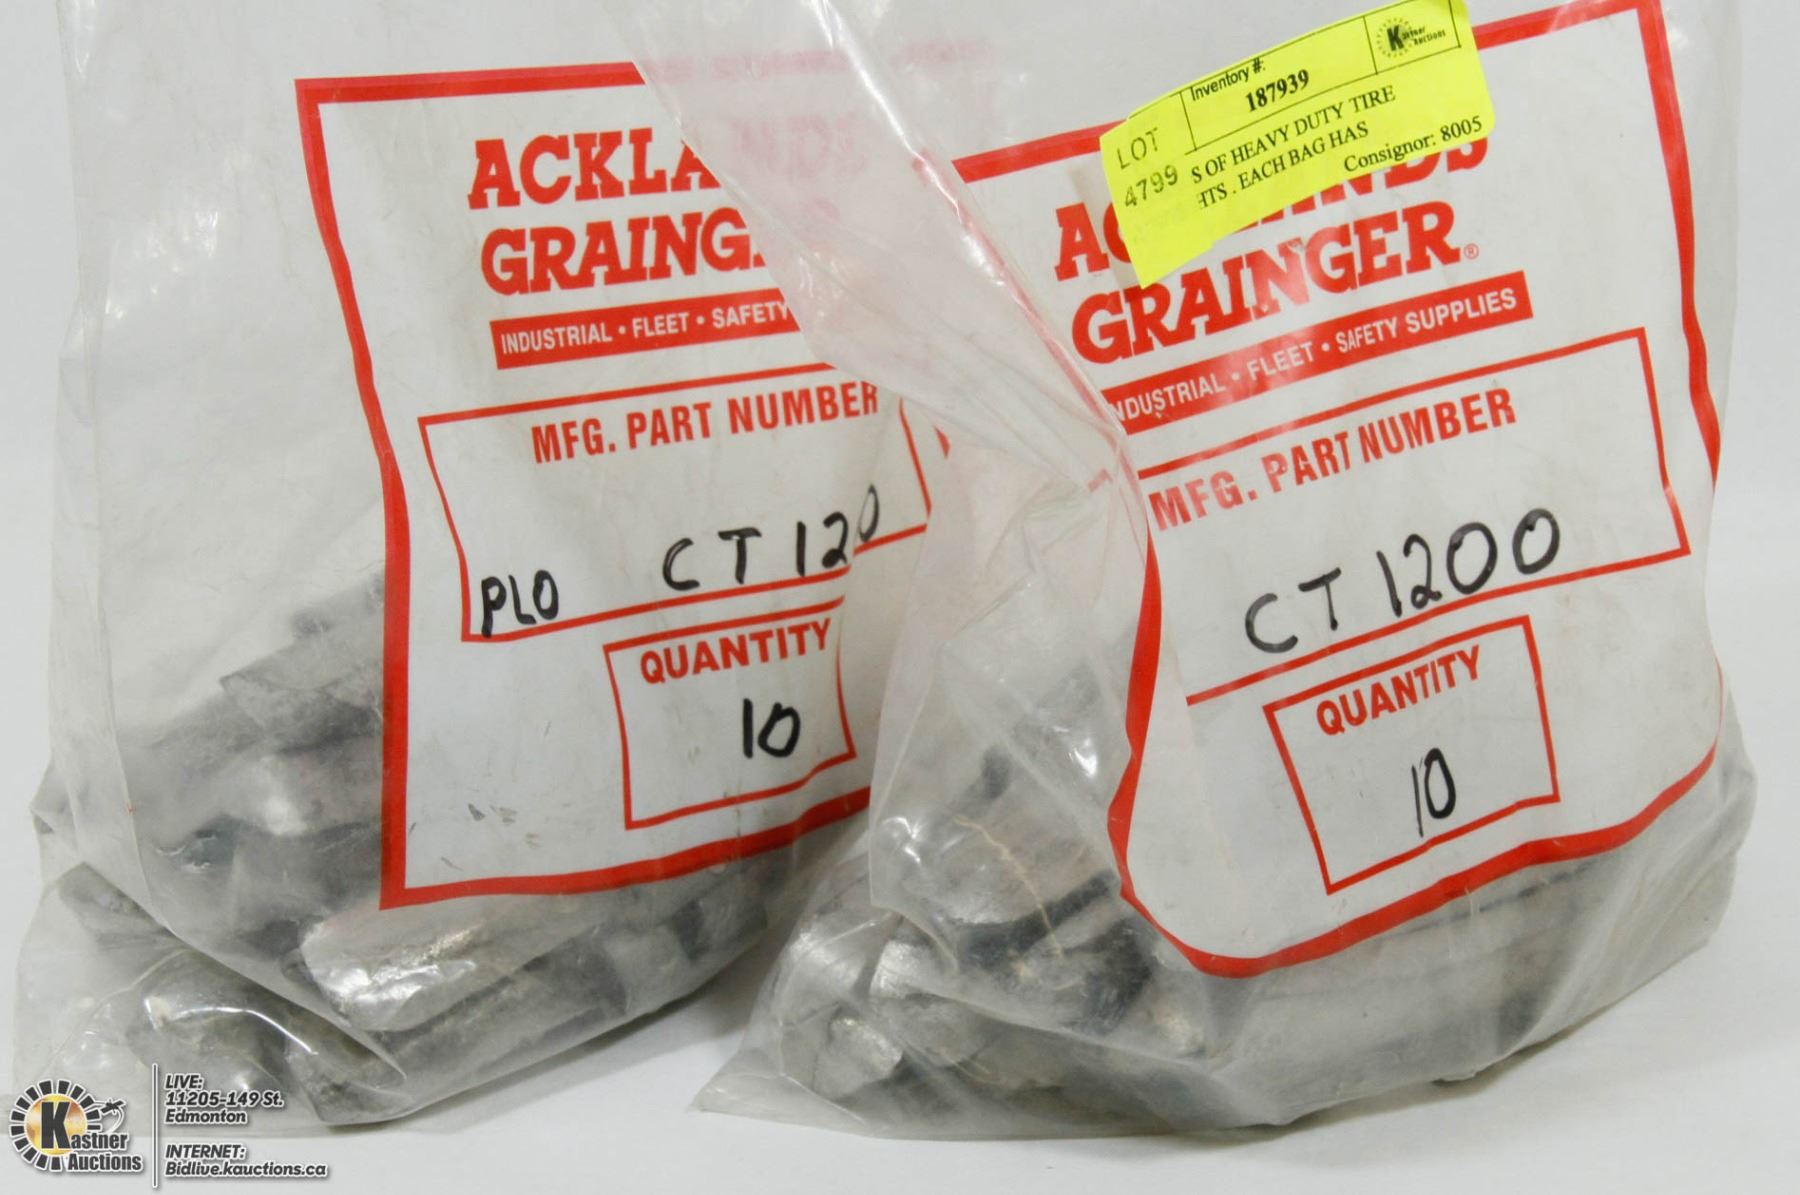 ACKLA
GRAING
INDUSTRIAL • FLEET • SAFETY
MFG. PART NUMBER
PLO CT 120
QUANTITY
10
Inventory #:
187939
Kastner Auctions
LOT
4799
S OF HEAVY DUTY TIRE
HTS . EACH BAG HAS
Consignor: 8005
GRAINGER®
INDUSTRIAL • FLEET • SAFETY SUPPLIES
MFG. PART NUMBER
CT 1200
QUANTITY
10
Kastner
Auctions
LIVE:
11205-149 St.
Edmonton
INTERNET:
Bidlive.kauctions.ca